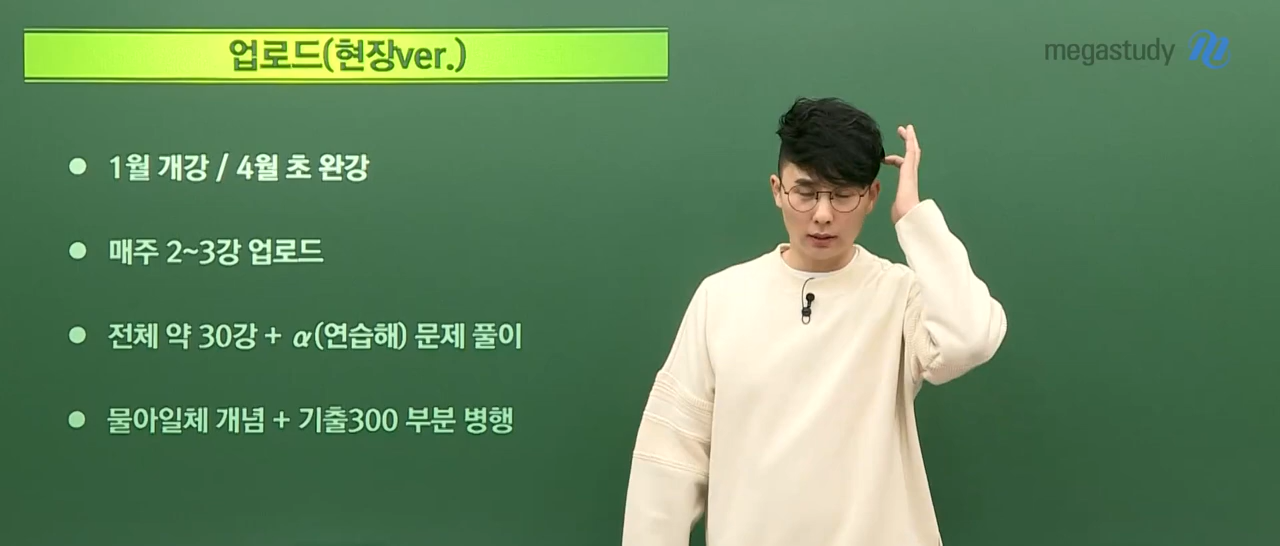 업로드(현장ver.)
megastudy
1월 개강 / 4월 초 완강
매주 2~3강 업로드
전체 약 30강 + α(연습해) 문제 풀이
물아일체 개념 + 기출300 부분 병행